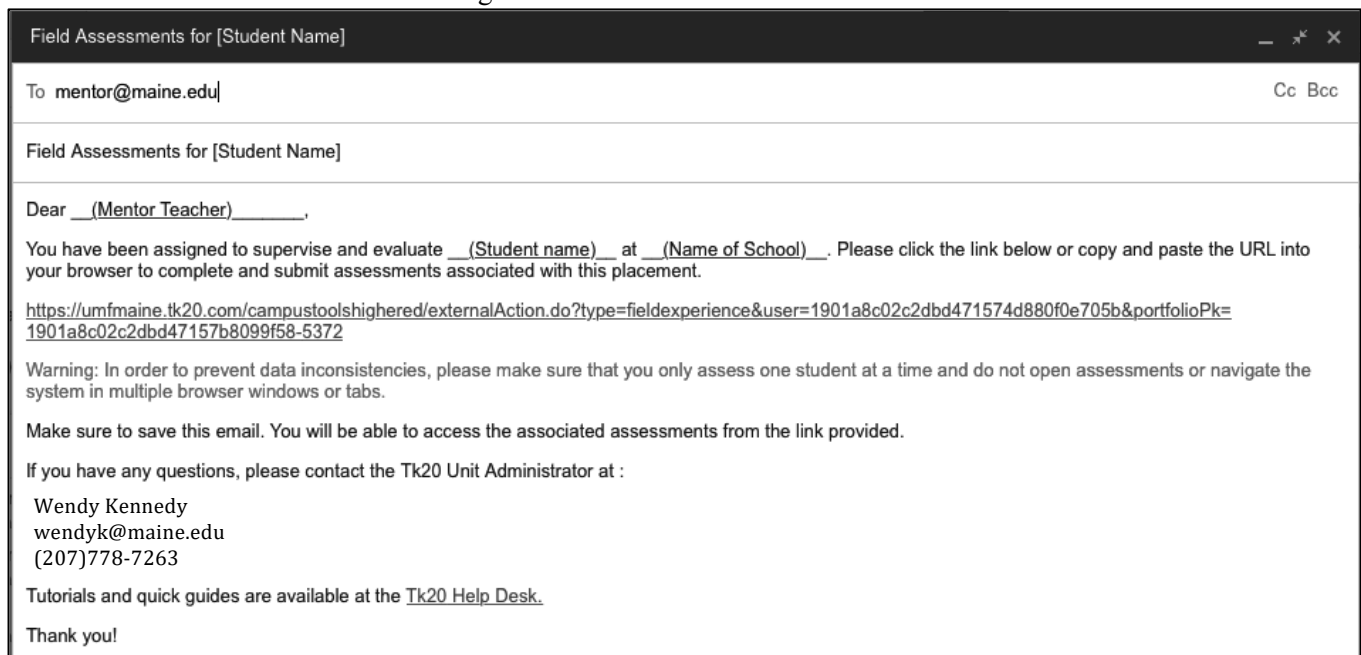 Field Assessments for [Student Name]
To mentor@maine.edu Cc Bcc
Field Assessments for [Student Name]
Dear __(Mentor Teacher)_______,
You have been assigned to supervise and evaluate __(Student name)__ at __(Name of School)__. Please click the link below or copy and paste the URL into
your browser to complete and submit assessments associated with this placement.
https://umfmaine.tk20.com/campustoolshighered/externalAction.do?type=fieldexperience&user=1901a8c02c2dbd471574d880f0e705b&portfolioPk=
1901a8c02c2dbd47157b8099f58-5372
Warning: In order to prevent data inconsistencies, please make sure that you only assess one student at a time and do not open assessments or navigate the
system in multiple browser windows or tabs.
Make sure to save this email. You will be able to access the associated assessments from the link provided.
If you have any questions, please contact the Tk20 Unit Administrator at :
Wendy Kennedy
wendyk@maine.edu
(207)778-7263
Tutorials and quick guides are available at the Tk20 Help Desk.
Thank you!